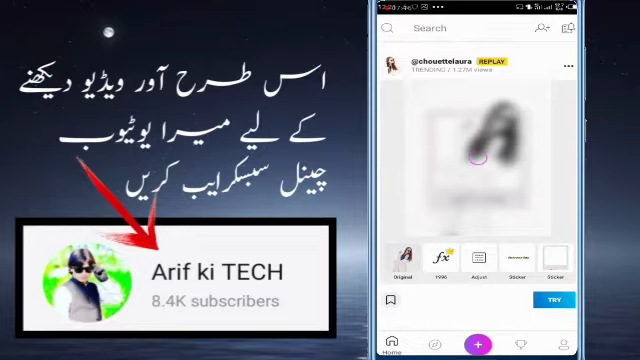 اس طرح اور ویڈیو دیکھنے
کے لیے میرا یوٹیوب
چینل سبسکرایب کریں
Arif ki TECH
8.4K subscribers
Search
@chouettelaura REPLAY
TRENDING / 1.27M views
Original
1996
Adjust
Sticker
Sticker
TRY
Home